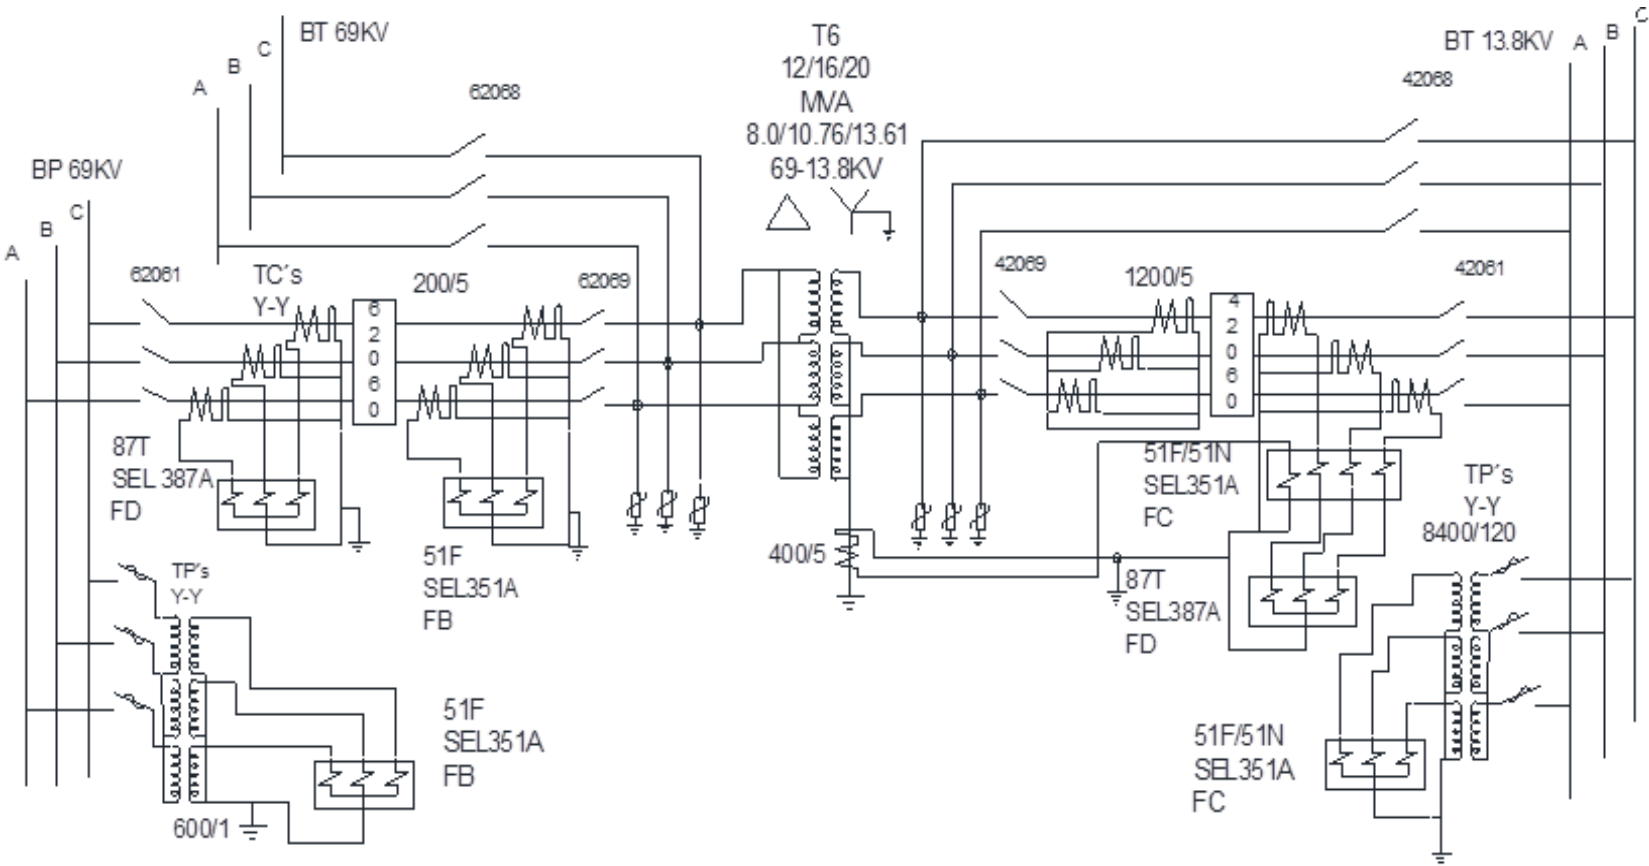 C
BT 69KV
T6
BT 13.8KV
A
B
C
B
A
62068
12/16/20
42068
MVA
8.0/10.76/13.61
69-13.8KV
BP 69KV
C
B
A
62061
TC´s
Y-Y
200/5
62069
42069
1200/5
42061
6
2
0
6
0
4
2
0
6
0
87T
SEL 387A
FD
51F
SEL351A
FB
400/5
51F/51N
SEL351A
FC
TP´s
Y-Y
8400/120
87T
SEL387A
FD
TP's
Y-Y
600/1
51F
SEL351A
FB
51F/51N
SEL351A
FC